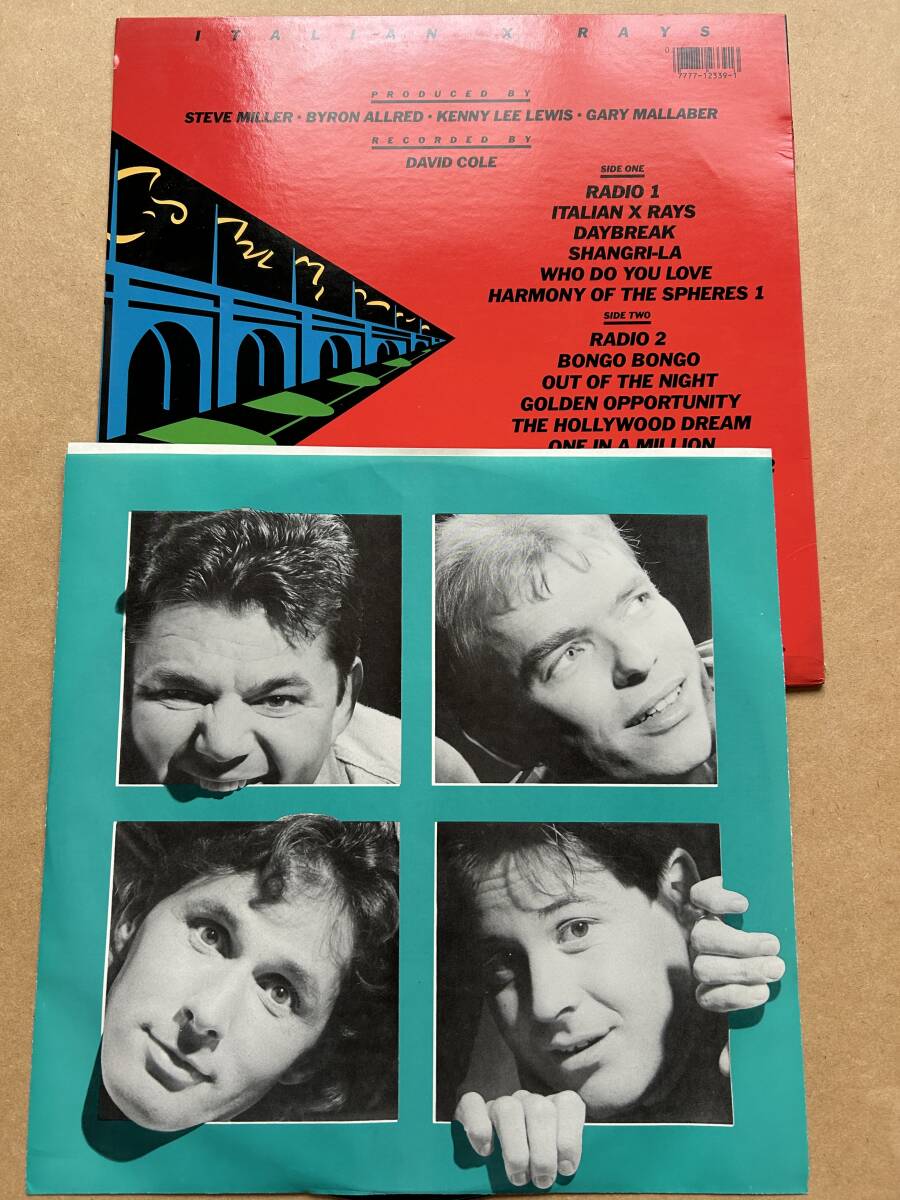 ITALIAN X RAYS
0
7777-12339-1
PRODUCED BY
STEVE MILLER · BYRON ALLRED · KENNY LEE LEWIS · GARY MALLABER
RECORDED BY
DAVID COLE
SIDE ONE
RADIO 1
ITALIAN X RAYS
DAYBREAK
SHANGRI-LA
WHO DO YOU LOVE
HARMONY OF THE SPHERES 1
SIDE TWO
RADIO 2
BONGO BONGO
OUT OF THE NIGHT
GOLDEN OPPORTUNITY
THE HOLLYWOOD DREAM
ONE IN A MILLION